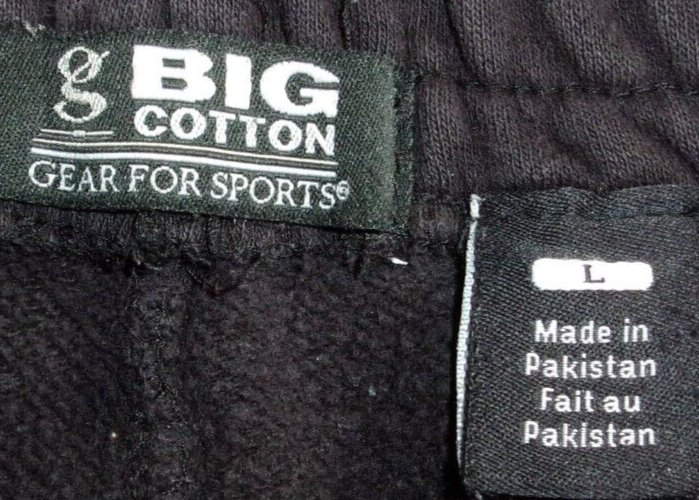 g BIG
COTTON
GEAR FOR SPORTS®
L
Made in
Pakistan
Fait au
Pakistan